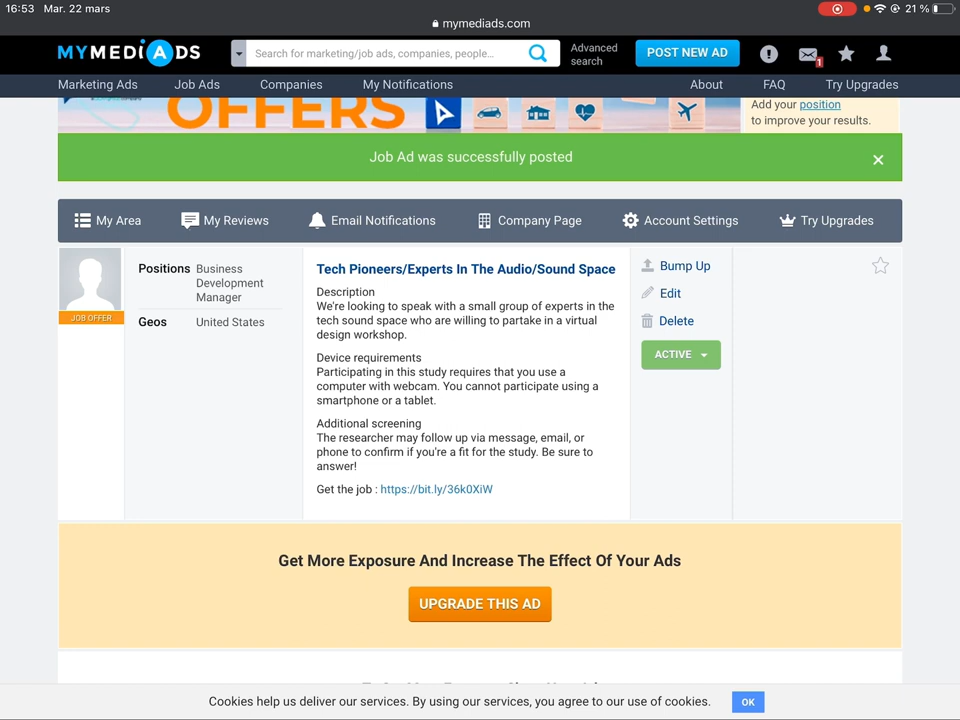 16:53 Mar. 22 mars
21 %
mymediads.com
MYMEDIADS
Search for marketing/job ads, companies, people...
Advanced search
POST NEW AD
1
Marketing Ads Job Ads Companies My Notifications About FAQ Try Upgrades
OFFERS
Add your position
to improve your results.
Job Ad was successfully posted
My Area My Reviews Email Notifications Company Page Account Settings Try Upgrades
JOB OFFER
Positions Business
Development
Manager
Geos United States
Tech Pioneers/Experts In The Audio/Sound Space
Description
We're looking to speak with a small group of experts in the
tech sound space who are willing to partake in a virtual
design workshop.
Device requirements
Participating in this study requires that you use a
computer with webcam. You cannot participate using a
smartphone or a tablet.
Additional screening
The researcher may follow up via message, email, or
phone to confirm if you're a fit for the study. Be sure to
answer!
Get the job : https://bit.ly/36k0XiW
Bump Up
Edit
Delete
ACTIVE
Get More Exposure And Increase The Effect Of Your Ads
UPGRADE THIS AD
Cookies help us deliver our services. By using our services, you agree to our use of cookies.
OK